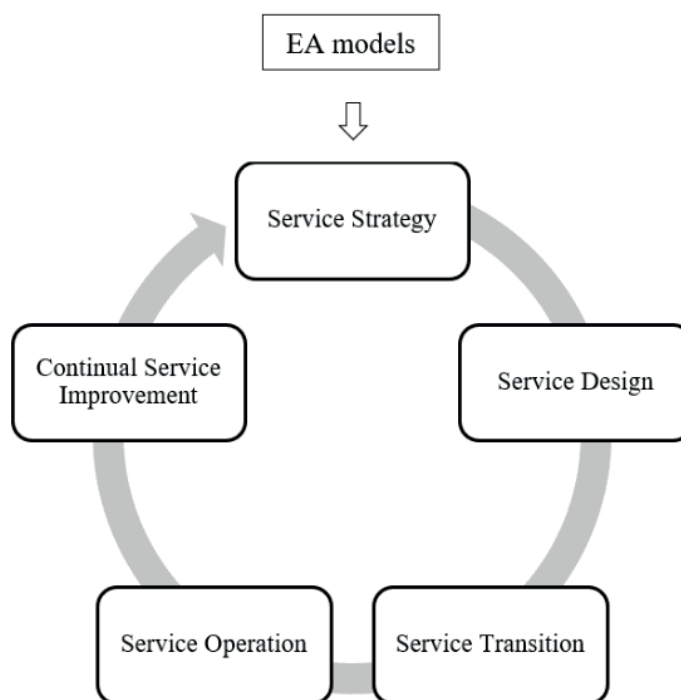 EA models
Service Strategy
Service Design
Service Transition
Service Operation
Continual Service
Improvement